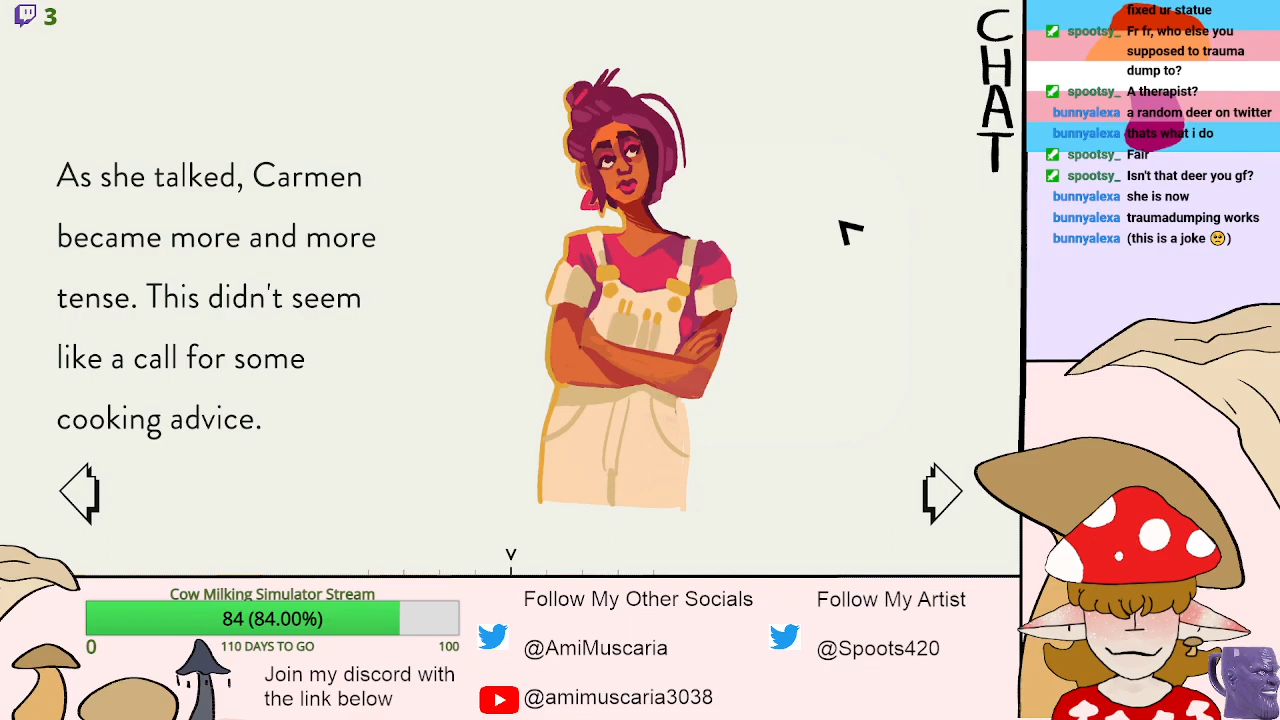 3
As she talked, Carmen
became more and more
tense. This didn't seem
like a call for some
cooking advice.
CHAT
fixed ur statue
spootsy_ Fr fr, who else you
supposed to trauma
dump to?
spootsy_ A therapist?
bunnyalexa a random deer on twitter
bunnyalexa thats what i do
spootsy_ Fair
spootsy_ Isn't that deer you gf?
bunnyalexa she is now
bunnyalexa traumadumping works
bunnyalexa (this is a joke 🥺)
Cow Milking Simulator Stream
84 (84.00%)
0 110 DAYS TO GO 100
Join my discord with
the link below
Follow My Other Socials
@AmiMuscaria
@amimuscaria3038
Follow My Artist
@Spoots420